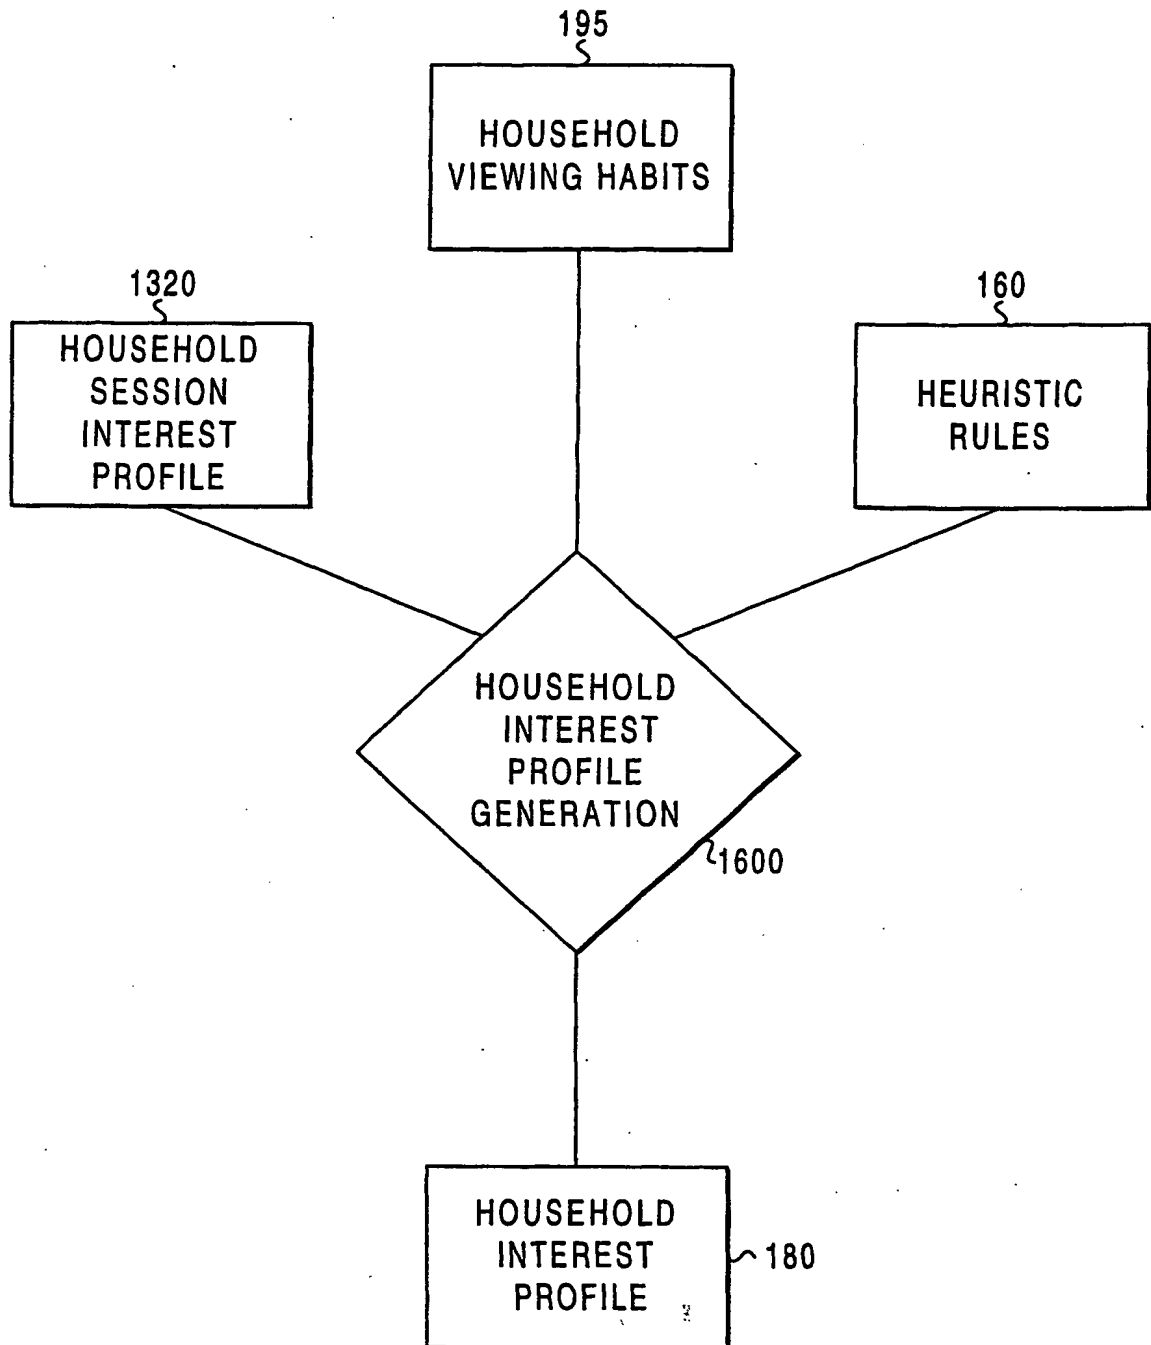 195
HOUSEHOLD
VIEWING HABITS
1320
HOUSEHOLD
SESSION
INTEREST
PROFILE
160
HEURISTIC
RULES
HOUSEHOLD
INTEREST
PROFILE
GENERATION
1600
HOUSEHOLD
INTEREST
PROFILE
180